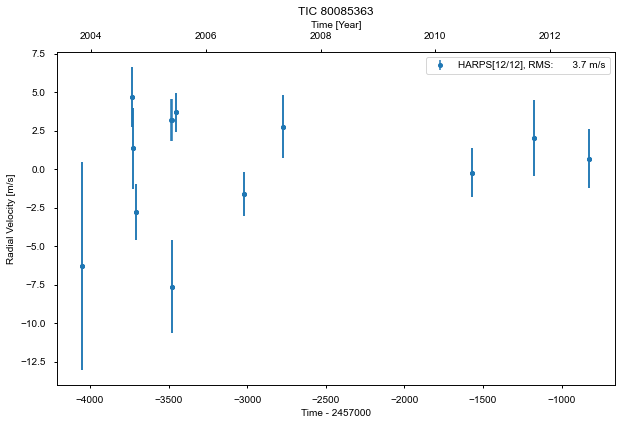 TIC 80085363
Time [Year]
2004 2006 2008 2010 2012
HARPS[12/12], RMS: 3.7 m/s
Radial Velocity [m/s]
7.5
5.0
2.5
0.0
−2.5
−5.0
−7.5
−10.0
−12.5
−4000 −3500 −3000 −2500 −2000 −1500 −1000
Time - 2457000